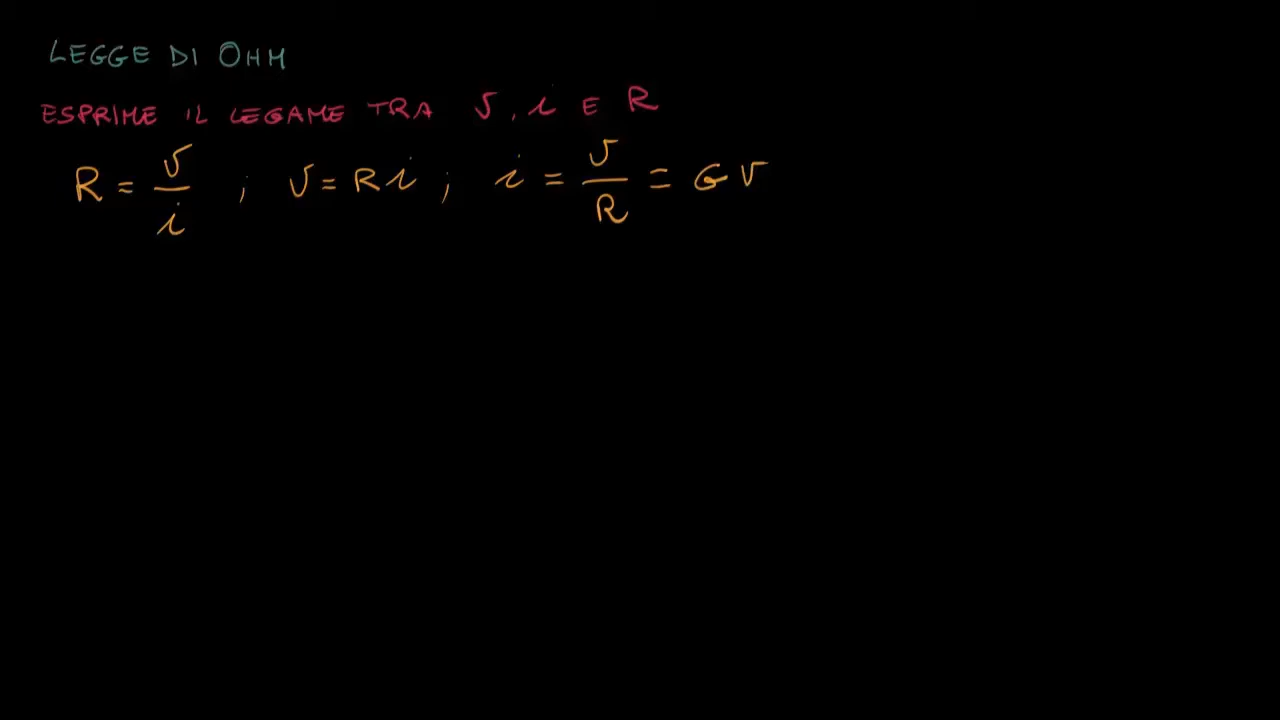 LEGGE DI OHM
ESPRIME IL LEGAME TRA v, i E R
R = v/i ; v = Ri ; i = v/R = Gv